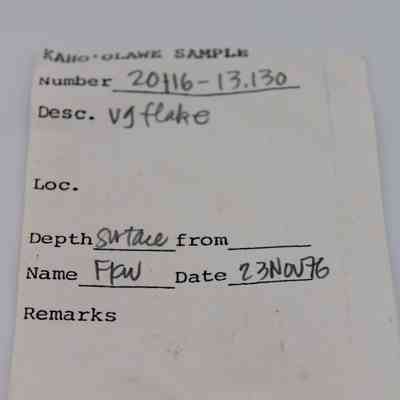 KAHO'OLAWE SAMPLE
Number 20116-13.130
Desc. vg flake
Loc.
Depth surface from
Name FPW Date 23NOV76
Remarks